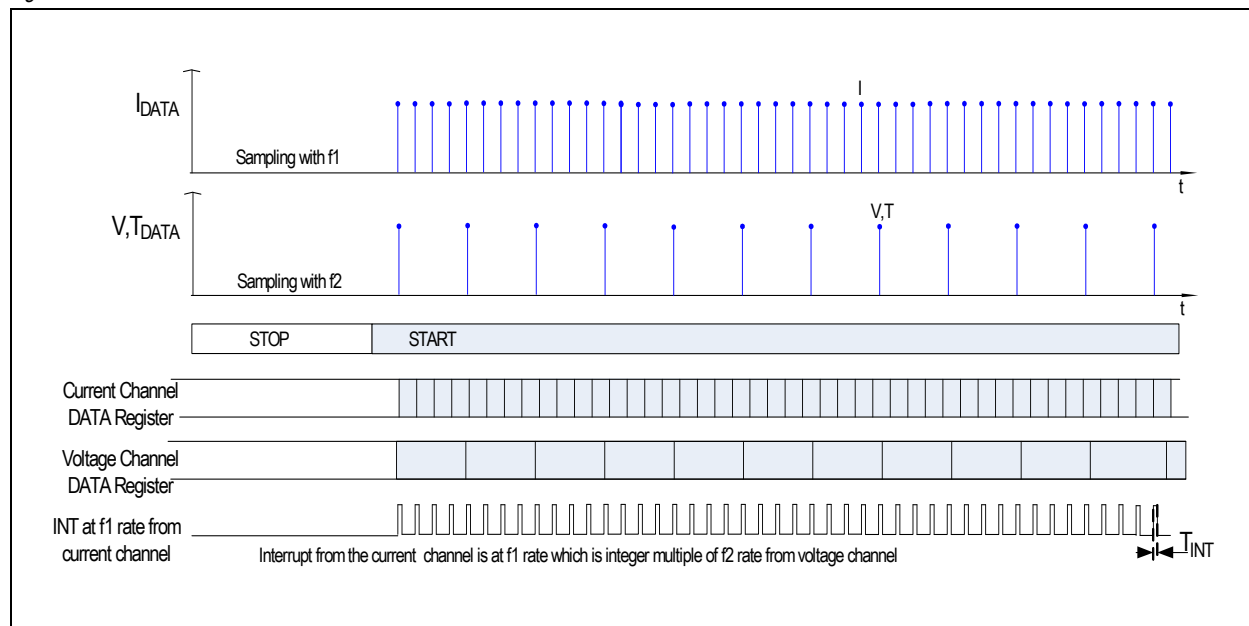 IDATA
I
Sampling with f1
t
V,TDATA
V,T
Sampling with f2
t
STOP START
Current Channel
DATA Register
Voltage Channel
DATA Register
INT at f1 rate from
current channel
Interrupt from the current channel is at f1 rate which is integer multiple of f2 rate from voltage channel
TINT